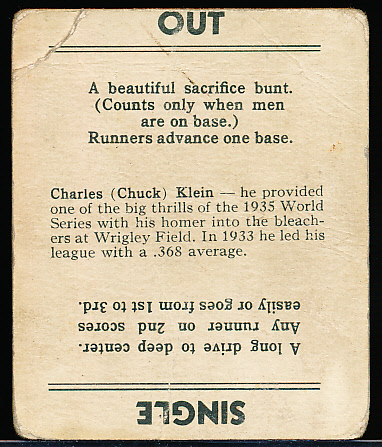 OUT
A beautiful sacrifice bunt.
(Counts only when men
are on base.)
Runners advance one base.
Charles (Chuck) Klein — he provided
one of the big thrills of the 1935 World
Series with his homer into the bleach-
ers at Wrigley Field. In 1933 he led his
league with a .368 average.
SINGLE
A long drive to deep center.
Any runner on 2nd scores
easily or goes from 1st to 3rd.